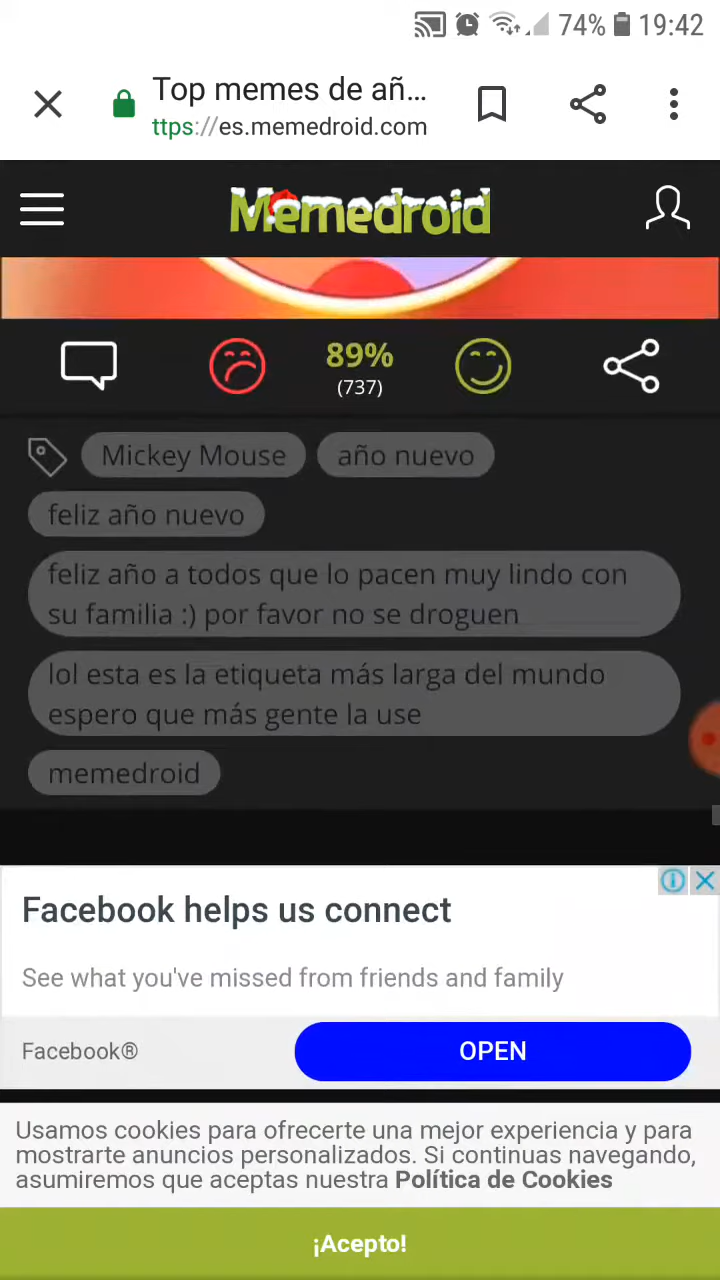 74% 19:42
Top memes de añ...
ttps://es.memedroid.com
Memedroid
89%
(737)
Mickey Mouse año nuevo
feliz año nuevo
feliz año a todos que lo pacen muy lindo con
su familia :) por favor no se droguen
lol esta es la etiqueta más larga del mundo
espero que más gente la use
memedroid
Facebook helps us connect
See what you've missed from friends and family
Facebook® OPEN
Usamos cookies para ofrecerte una mejor experiencia y para
mostrarte anuncios personalizados. Si continuas navegando,
asumiremos que aceptas nuestra Política de Cookies
¡Acepto!